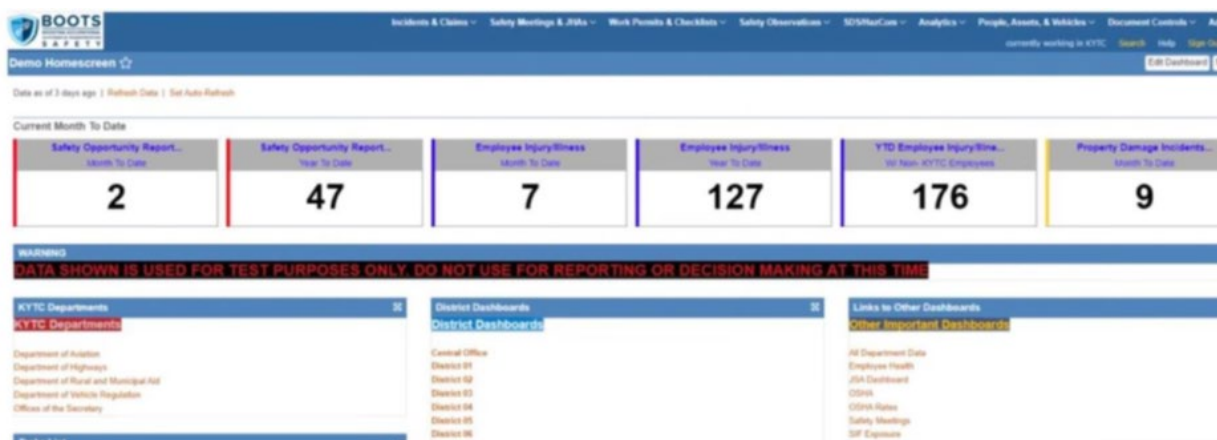 BOOTS
SAFETY
Incidents & Claims Safety Meetings & JHAs Work Permits & Checklists Safety Observations SDS/HazCom Analytics People, Assets, & Vehicles Document Controls
currently working in KYTC Search Help Sign
Demo Homescreen
Edit Dashboard
Data as of 3 days ago | Refresh Data | Set Auto-Refresh
Current Month To Date
Safety Opportunity Report... Safety Opportunity Report... Employee Injury/Illness Employee Injury/Illness YTD Employee Injury/Illne... Property Damage Incidents...
Month To Date Year To Date Month To Date Year To Date W/ Non- KYTC Employees Month To Date
2 47 7 127 176 9
WARNING
DATA SHOWN IS USED FOR TEST PURPOSES ONLY. DO NOT USE FOR REPORTING OR DECISION MAKING AT THIS TIME
KYTC Departments
KYTC Departments
Department of Aviation
Department of Highways
Department of Rural and Municipal Aid
Department of Vehicle Regulation
Offices of the Secretary
District Dashboards
District Dashboards
Central Office
District 01
District 02
District 03
District 04
District 05
District 06
Links to Other Dashboards
Other Important Dashboards
All Department Data
Employee Health
JSA Dashboard
OSHA
OSHA Rates
Safety Meetings
SIF Exposure